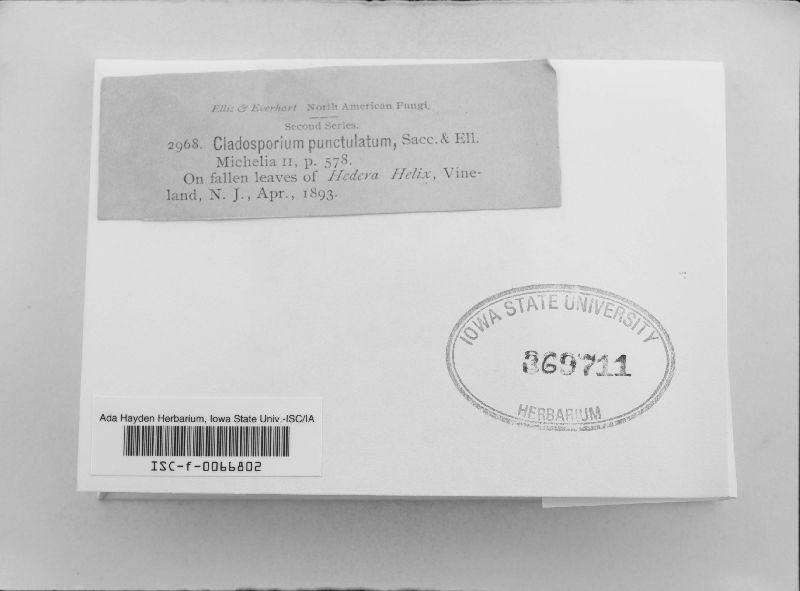 Ellis & Everhart North American Fungi.
Second Series.
2968. Cladosporium punctulatum, Sacc. & Ell.
Michelia II, p. 578.
On fallen leaves of Hedera Helix, Vine-
land, N. J., Apr., 1893.
IOWA STATE UNIVERSITY
369711
HERBARIUM
Ada Hayden Herbarium, Iowa State Univ.-ISC/IA
ISC-f-0066802